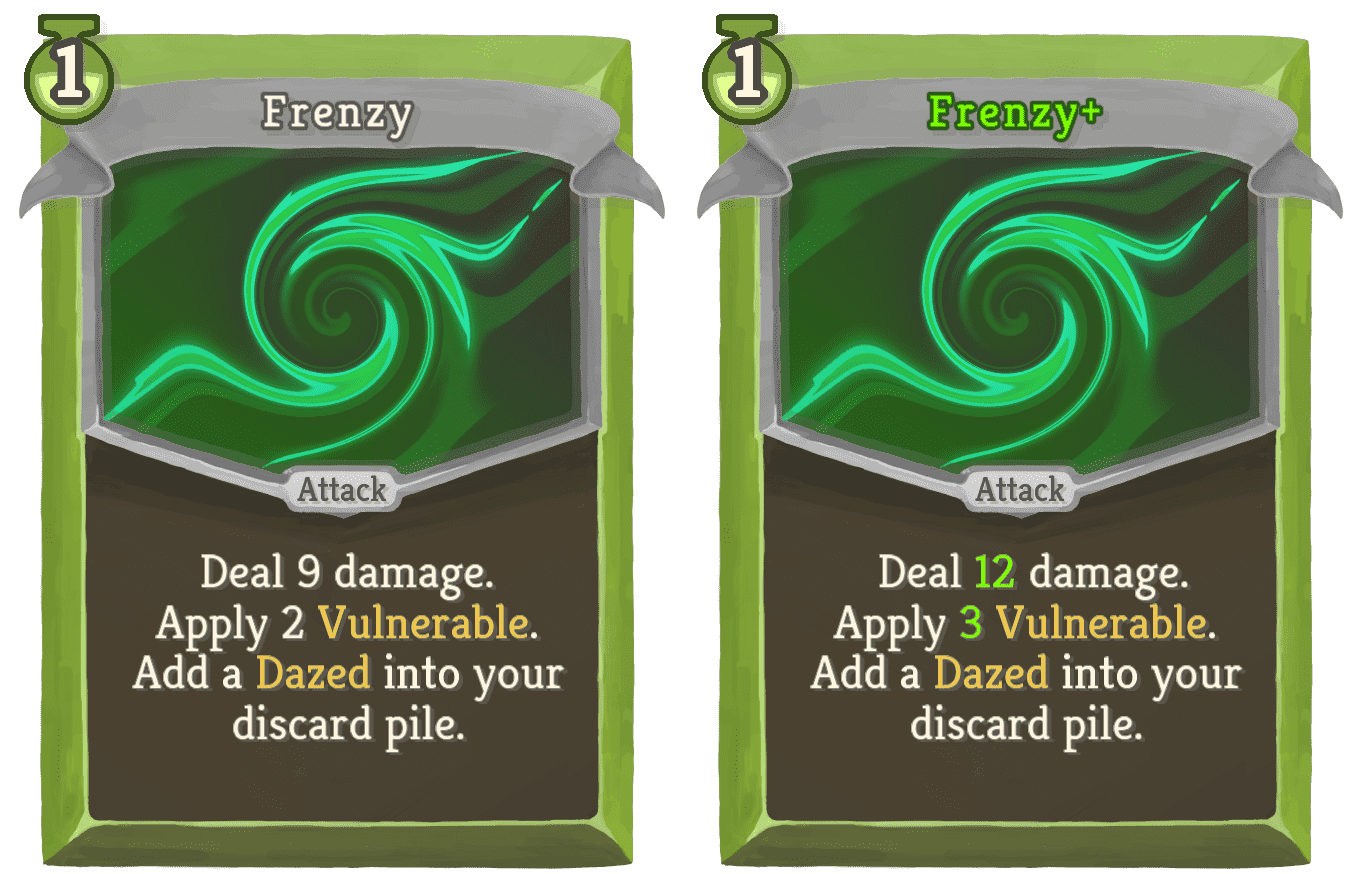 1
Frenzy
Attack
Deal 9 damage.
Apply 2 Vulnerable.
Add a Dazed into your
discard pile.
1
Frenzy+
Attack
Deal 12 damage.
Apply 3 Vulnerable.
Add a Dazed into your
discard pile.